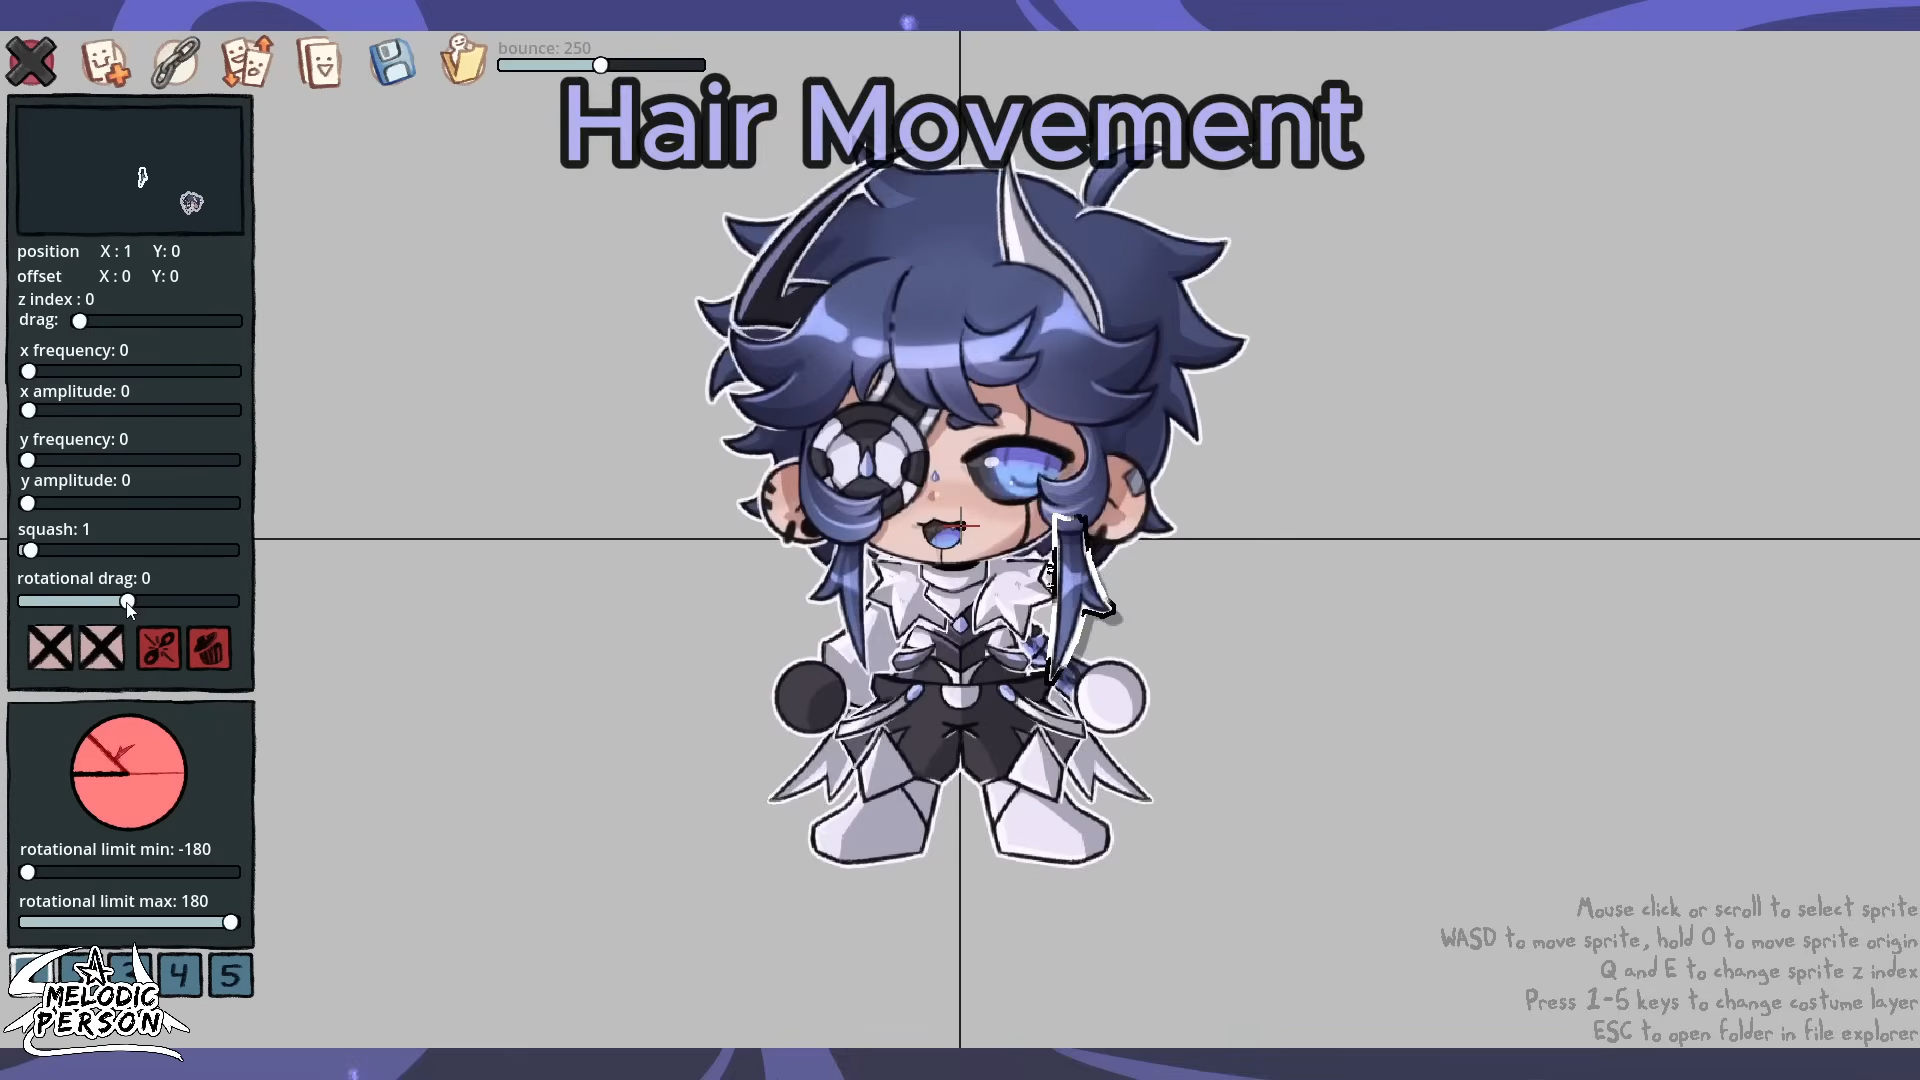 bounce: 250
Hair Movement
position X : 1 Y: 0
offset X : 0 Y: 0
z index : 0
drag:
x frequency: 0
x amplitude: 0
y frequency: 0
y amplitude: 0
squash: 1
rotational drag: 0
rotational limit min: -180
rotational limit max: 180
3 4 5
MELODIC
PERSON
Mouse click or scroll to select sprite
WASD to move sprite, hold O to move sprite origin
Q and E to change sprite z index
Press 1-5 keys to change costume layer
ESC to open folder in file explorer